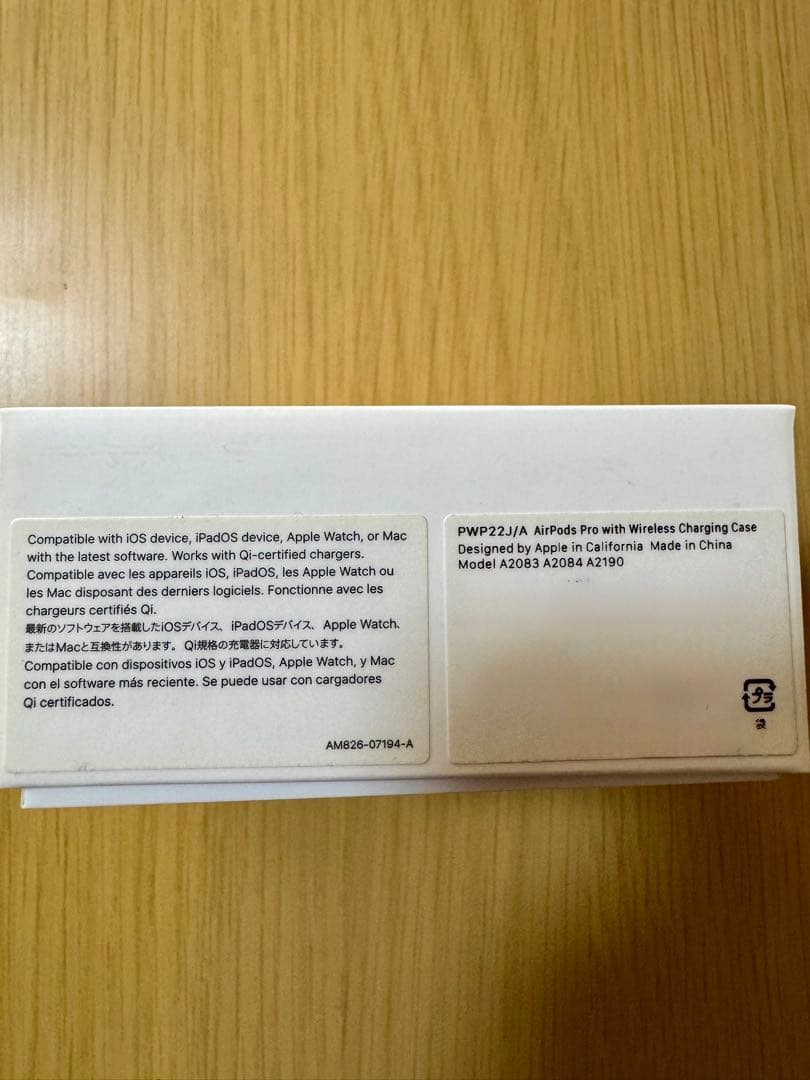 Compatible with iOS device, iPadOS device, Apple Watch, or Mac
with the latest software. Works with Qi-certified chargers.
Compatible avec les appareils iOS, iPadOS, les Apple Watch ou
les Mac disposant des derniers logiciels. Fonctionne avec les
chargeurs certifiés Qi.
最新のソフトウェアを搭載したiOSデバイス、iPadOSデバイス、Apple Watch、
またはMacと互換性があります。Qi規格の充電器に対応しています。
Compatible con dispositivos iOS y iPadOS, Apple Watch, y Mac
con el software más reciente. Se puede usar con cargadores
Qi certificados.
AM826-07194-A
PWP22J/A AirPods Pro with Wireless Charging Case
Designed by Apple in California Made in China
Model A2083 A2084 A2190
プラ
袋